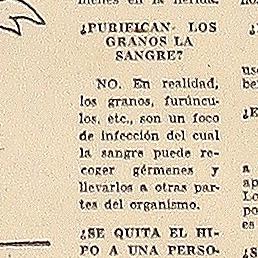 menes en la herida.
¿PURIFICAN LOS
GRANOS LA
SANGRE?
NO. En realidad,
los granos, furúncu-
los, etc., son un foco
de infección del cual
la sangre puede re-
coger gérmenes y
llevarlos a otras par-
tes del organismo.
¿SE QUITA EL HI-
PO A UNA PERSO-